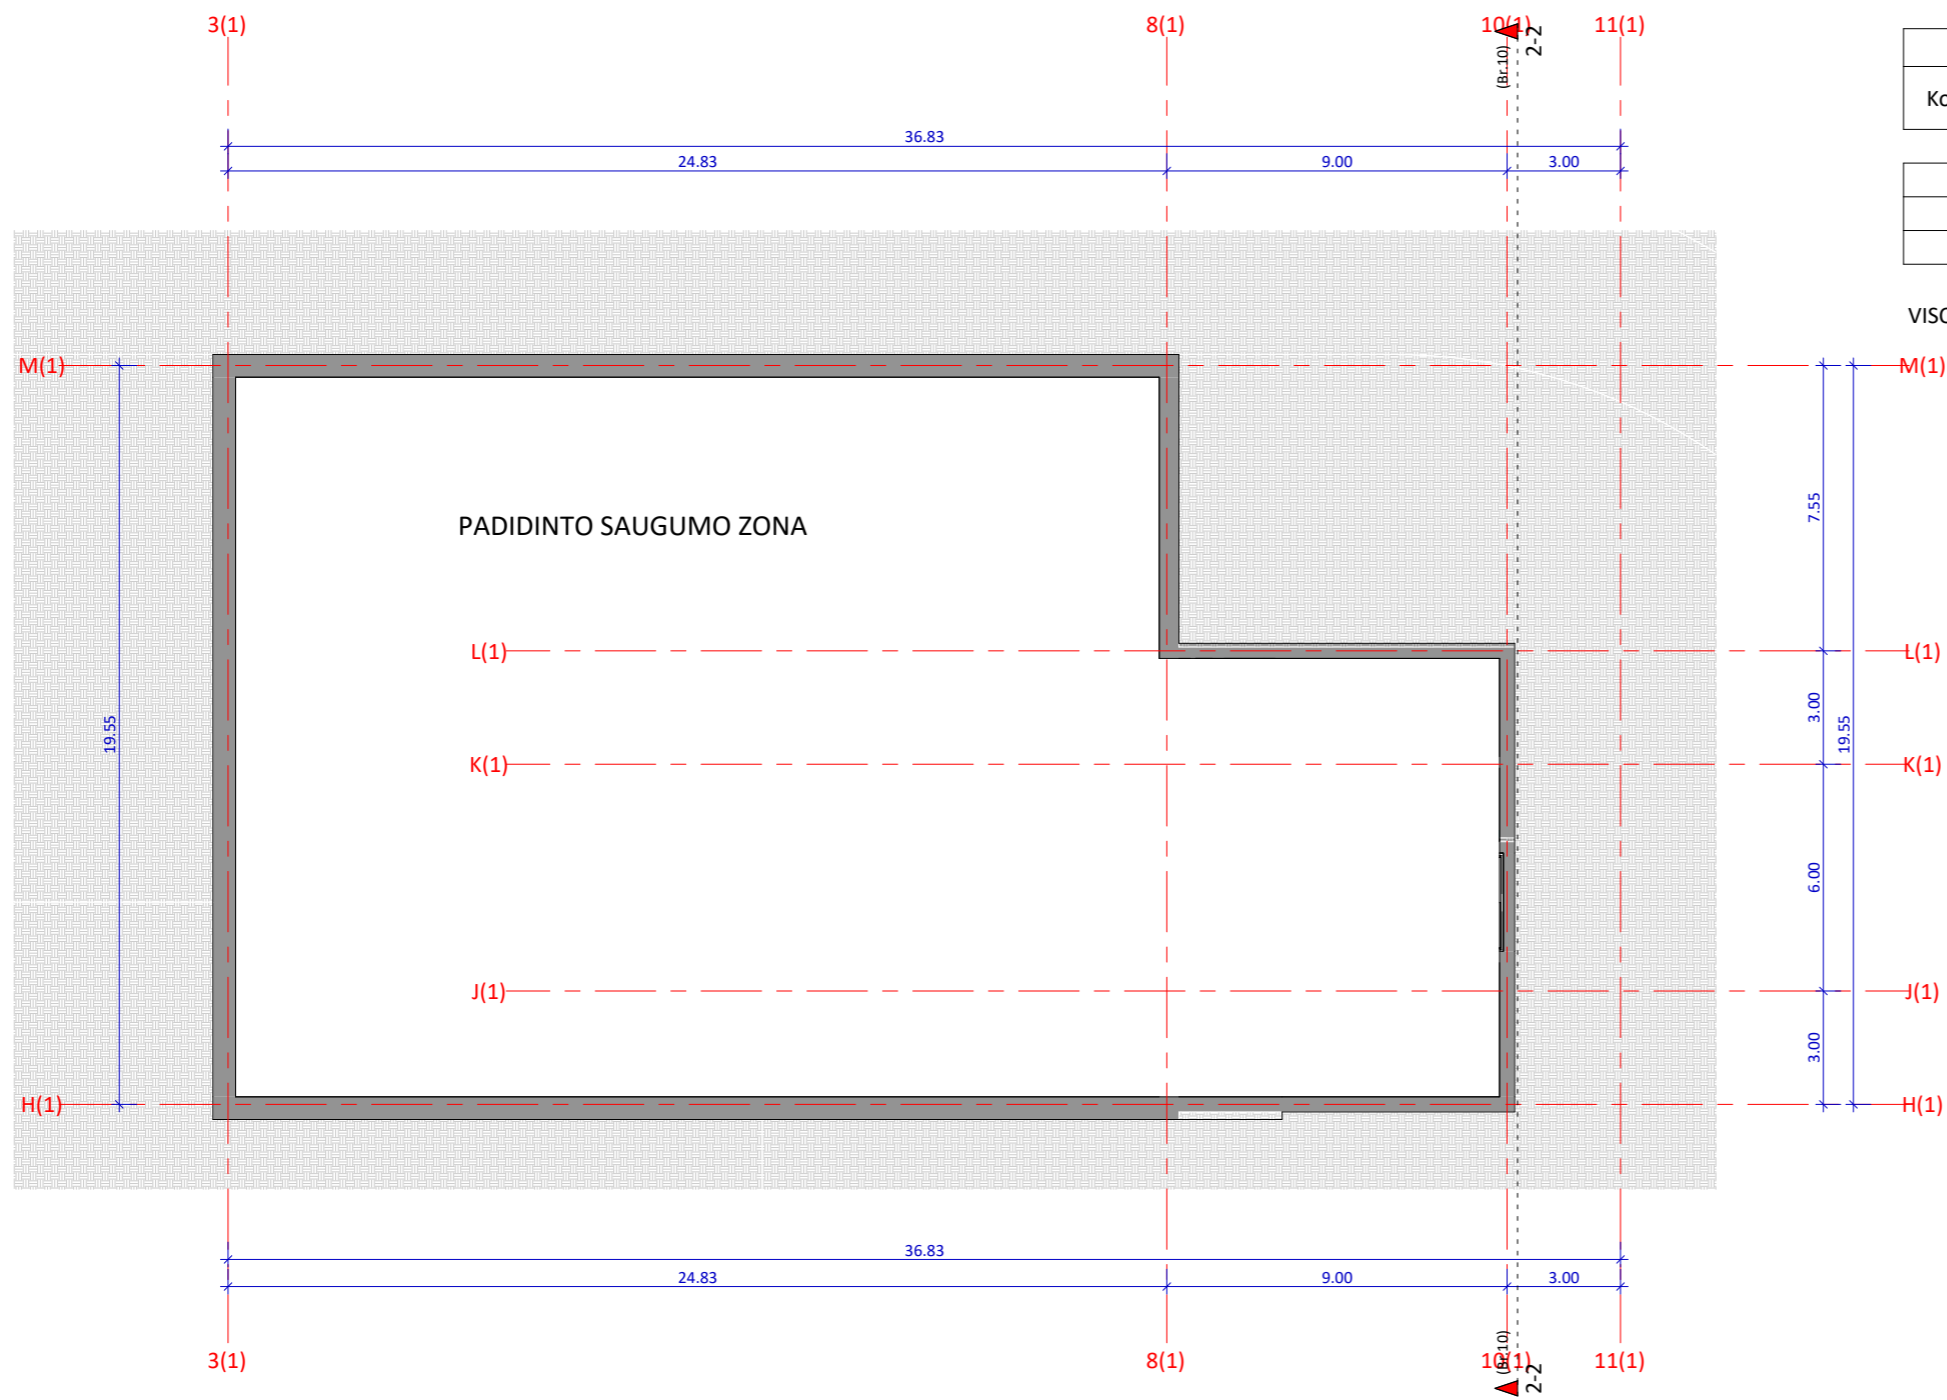 3(1) 8(1) 10(1) 11(1)
(Br.10)
2-2
36.83
24.83 9.00 3.00
Ko
VISO
M(1) M(1)
7.55
PADIDINTO SAUGUMO ZONA
L(1) L(1)
3.00
19.55 19.55
K(1) K(1)
6.00
J(1) J(1)
3.00
H(1) H(1)
36.83
24.83 9.00 3.00
(Br.10)
2-2
3(1) 8(1) 10(1) 11(1)